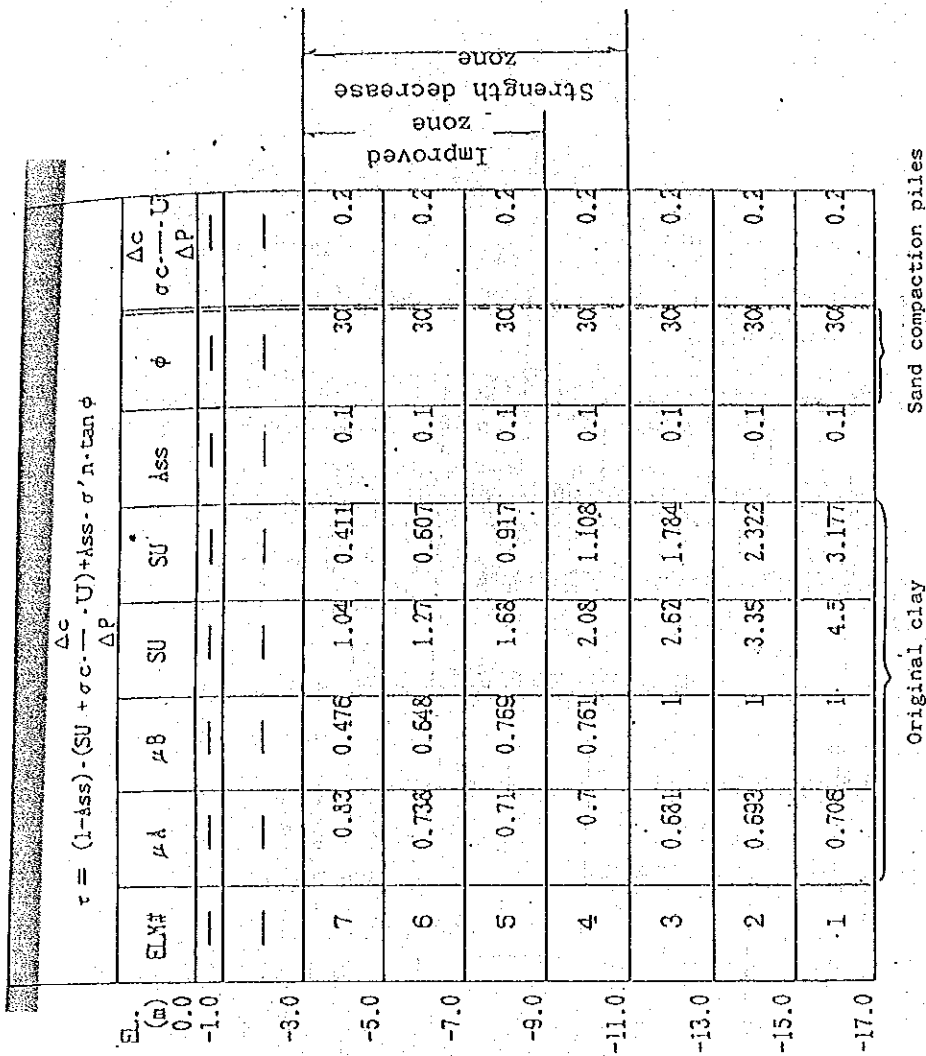 Δc
τ = (1-Ass)·(SU + σc·―·U)+Ass·σ'n·tanφ
ΔP
EL. (m) ELM# μA μB SU SU* Ass φ Δc σc·―·U ΔP
0.0 — — — — — — — —
-1.0 — — — — — — — —
-3.0 7 0.83 0.476 1.04 0.411 0.1 30 0.2
-5.0 6 0.738 0.648 1.27 0.607 0.1 30 0.2
-7.0 5 0.71 0.769 1.68 0.917 0.1 30 0.2
-9.0 4 0.7 0.761 2.08 1.108 0.1 30 0.2
-11.0 3 0.681 1 2.62 1.784 0.1 30 0.2
-13.0 2 0.693 1 3.35 2.322 0.1 30 0.2
-15.0 1 0.706 1 4.5 3.177 0.1 30 0.2
-17.0
Improved
zone
Strength decrease
zone
Original clay
Sand compaction piles